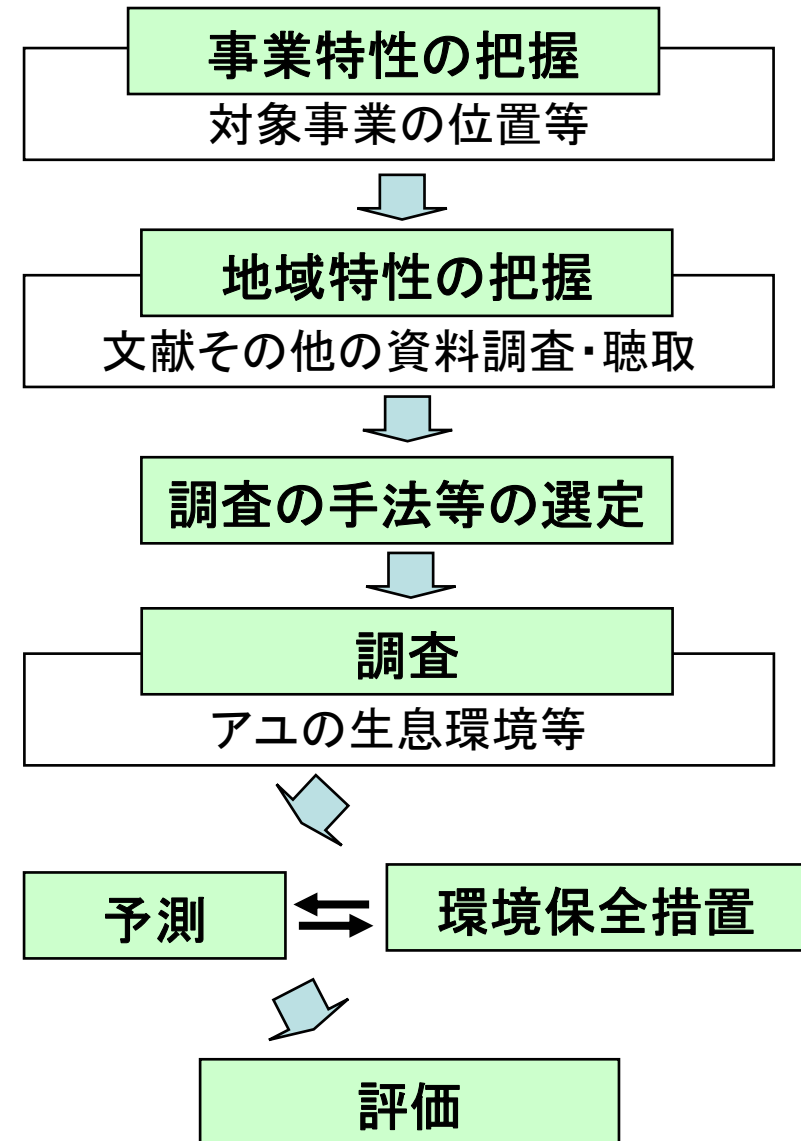 事業特性の把握
対象事業の位置等
地域特性の把握
文献その他の資料調査・聴取
調査の手法等の選定
調査
アユの生息環境等
予測
環境保全措置
評価